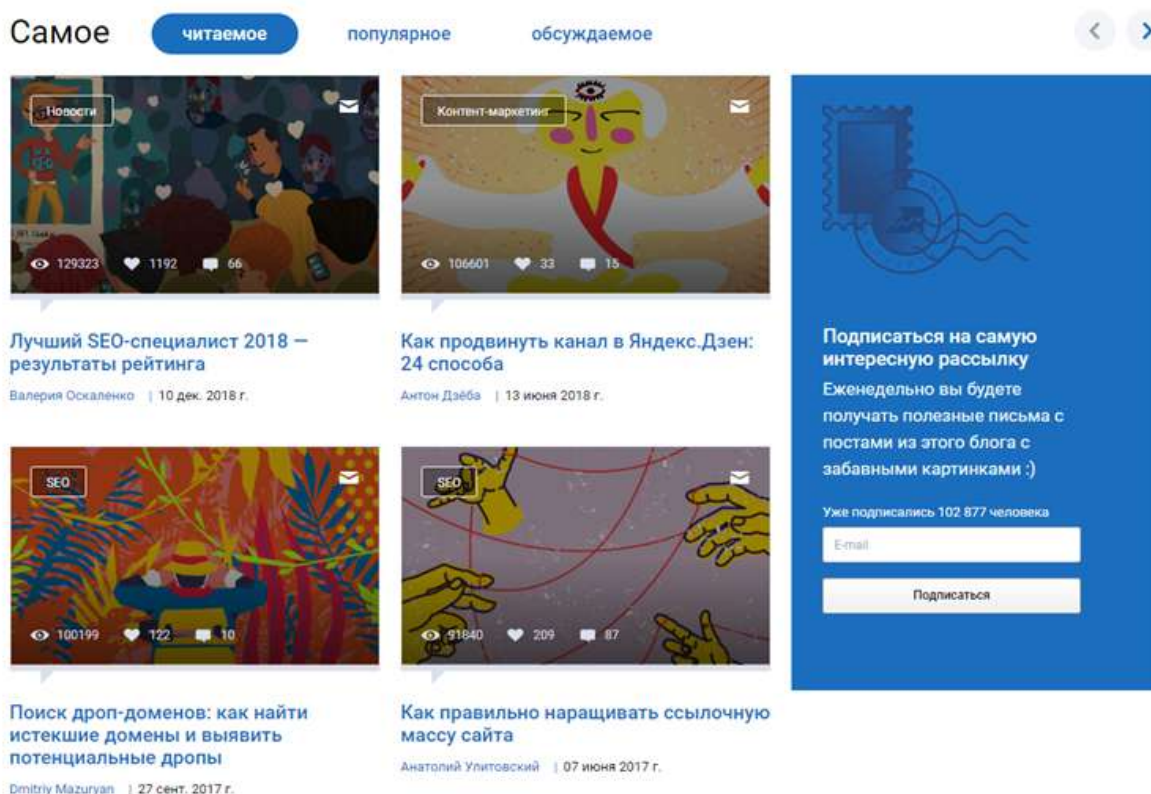 Самое читаемое популярное обсуждаемое
Новости
129323 1192 66
Лучший SEO-специалист 2018 —
результаты рейтинга
Валерия Оскаленко | 10 дек. 2018 г.
Контент-маркетинг
106601 33 15
Как продвинуть канал в Яндекс.Дзен:
24 способа
Антон Дзёба | 13 июня 2018 г.
SEO
100199 122 10
Поиск дроп-доменов: как найти
истекшие домены и выявить
потенциальные дропы
Dmitriy Mazuryan | 27 сент. 2017 г.
SEO
91840 209 87
Как правильно наращивать ссылочную
массу сайта
Анатолий Улитовский | 07 июня 2017 г.
Подписаться на самую
интересную рассылку
Еженедельно вы будете
получать полезные письма с
постами из этого блога с
забавными картинками :)
Уже подписались 102 877 человека
E-mail
Подписаться